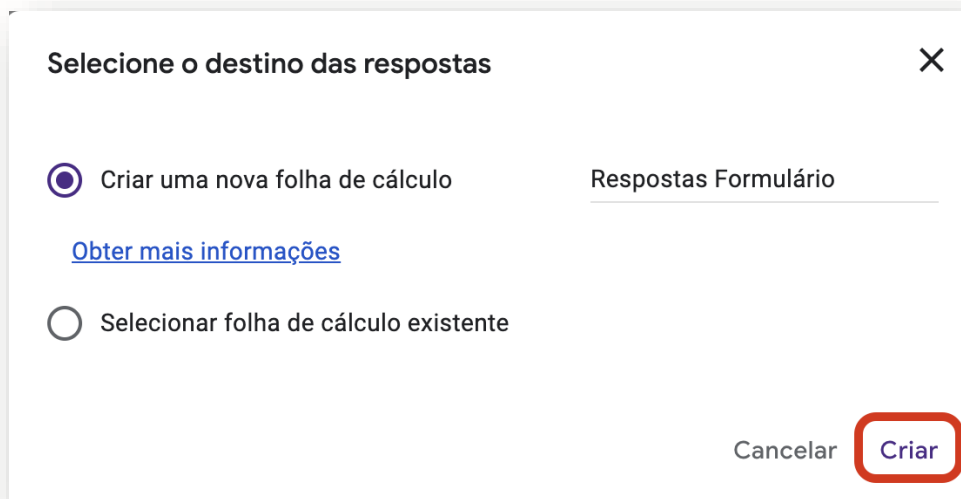 Selecione o destino das respostas
Criar uma nova folha de cálculo
Respostas Formulário
Obter mais informações
Selecionar folha de cálculo existente
Cancelar
Criar